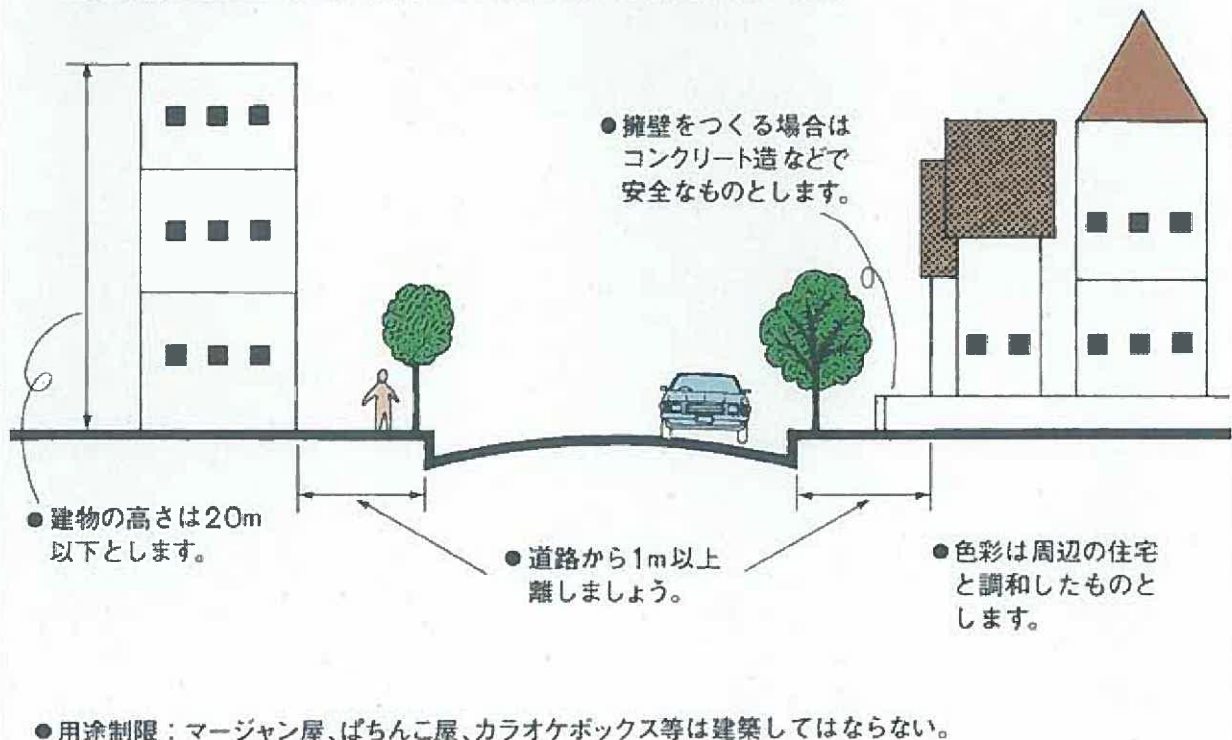 ●擁壁をつくる場合は
コンクリート造などで
安全なものとします。
●建物の高さは20m
以下とします。
●道路から1m以上
離しましょう。
●色彩は周辺の住宅
と調和したものと
します。
●用途制限：マージャン屋、ぱちんこ屋、カラオケボックス等は建築してはならない。